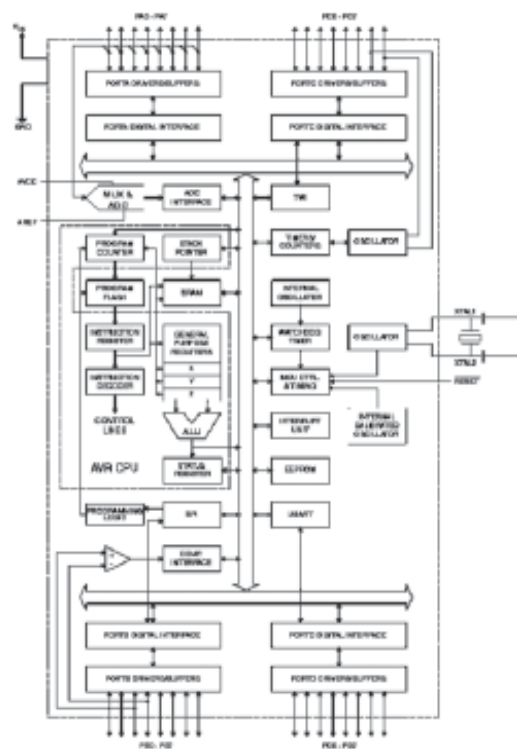 PA0 - PA7
PC0 - PC7
VCC
PORTA DRIVERS/BUFFERS
PORTC DRIVERS/BUFFERS
GND
PORTA DIGITAL INTERFACE
PORTC DIGITAL INTERFACE
AVCC
MUX &
ADC
ADC
INTERFACE
TWI
AREF
PROGRAM
COUNTER
STACK
POINTER
TIMERS/
COUNTERS
OSCILLATOR
PROGRAM
FLASH
SRAM
INTERNAL
OSCILLATOR
XTAL1
INSTRUCTION
REGISTER
GENERAL
PURPOSE
REGISTERS
WATCHDOG
TIMER
OSCILLATOR
XTAL2
X
INSTRUCTION
DECODER
Y
MCU CTRL.
& TIMING
RESET
Z
CONTROL
LINES
ALU
INTERRUPT
UNIT
INTERNAL
CALIBRATED
OSCILLATOR
AVR CPU
STATUS
REGISTER
EEPROM
PROGRAMMING
LOGIC
SPI
USART
+
-
COMP.
INTERFACE
PORTB DIGITAL INTERFACE
PORTD DIGITAL INTERFACE
PORTB DRIVERS/BUFFERS
PORTD DRIVERS/BUFFERS